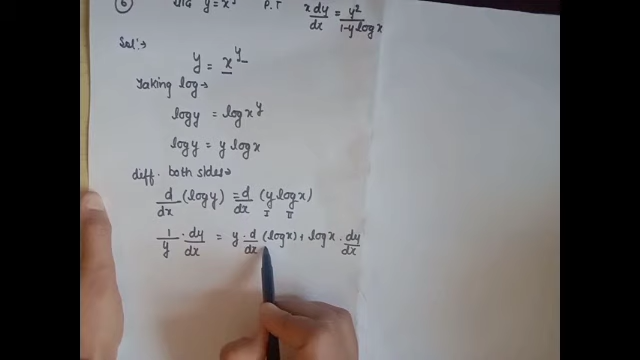 6 यदि y = x^y P.T x dy/dx = y²/(1-y log x)
Sol:→
y = x^y
Taking log→
log y = log x^y
log y = y log x
diff. both sides→
d/dx (log y) = d/dx (y log x)
I II
1/y · dy/dx = y · d/dx (log x) + log x · dy/dx